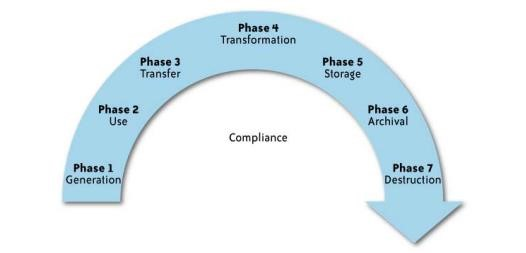 Phase 1
Generation
Phase 2
Use
Phase 3
Transfer
Phase 4
Transformation
Phase 5
Storage
Phase 6
Archival
Phase 7
Destruction
Compliance